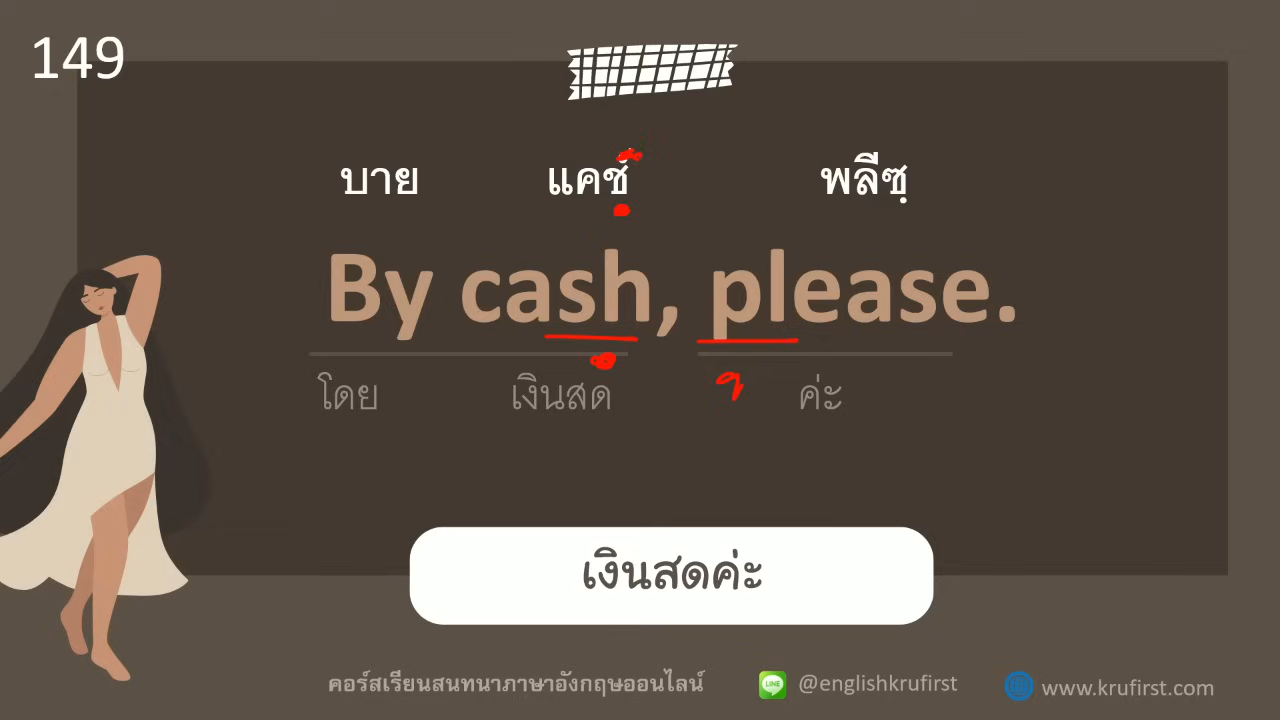 149
บาย แคช์ พลีซฺ
By cash, please.
โดย เงินสด ค่ะ
เงินสดค่ะ
คอร์สเรียนสนทนาภาษาอังกฤษออนไลน์ LINE @englishkrufirst www.krufirst.com